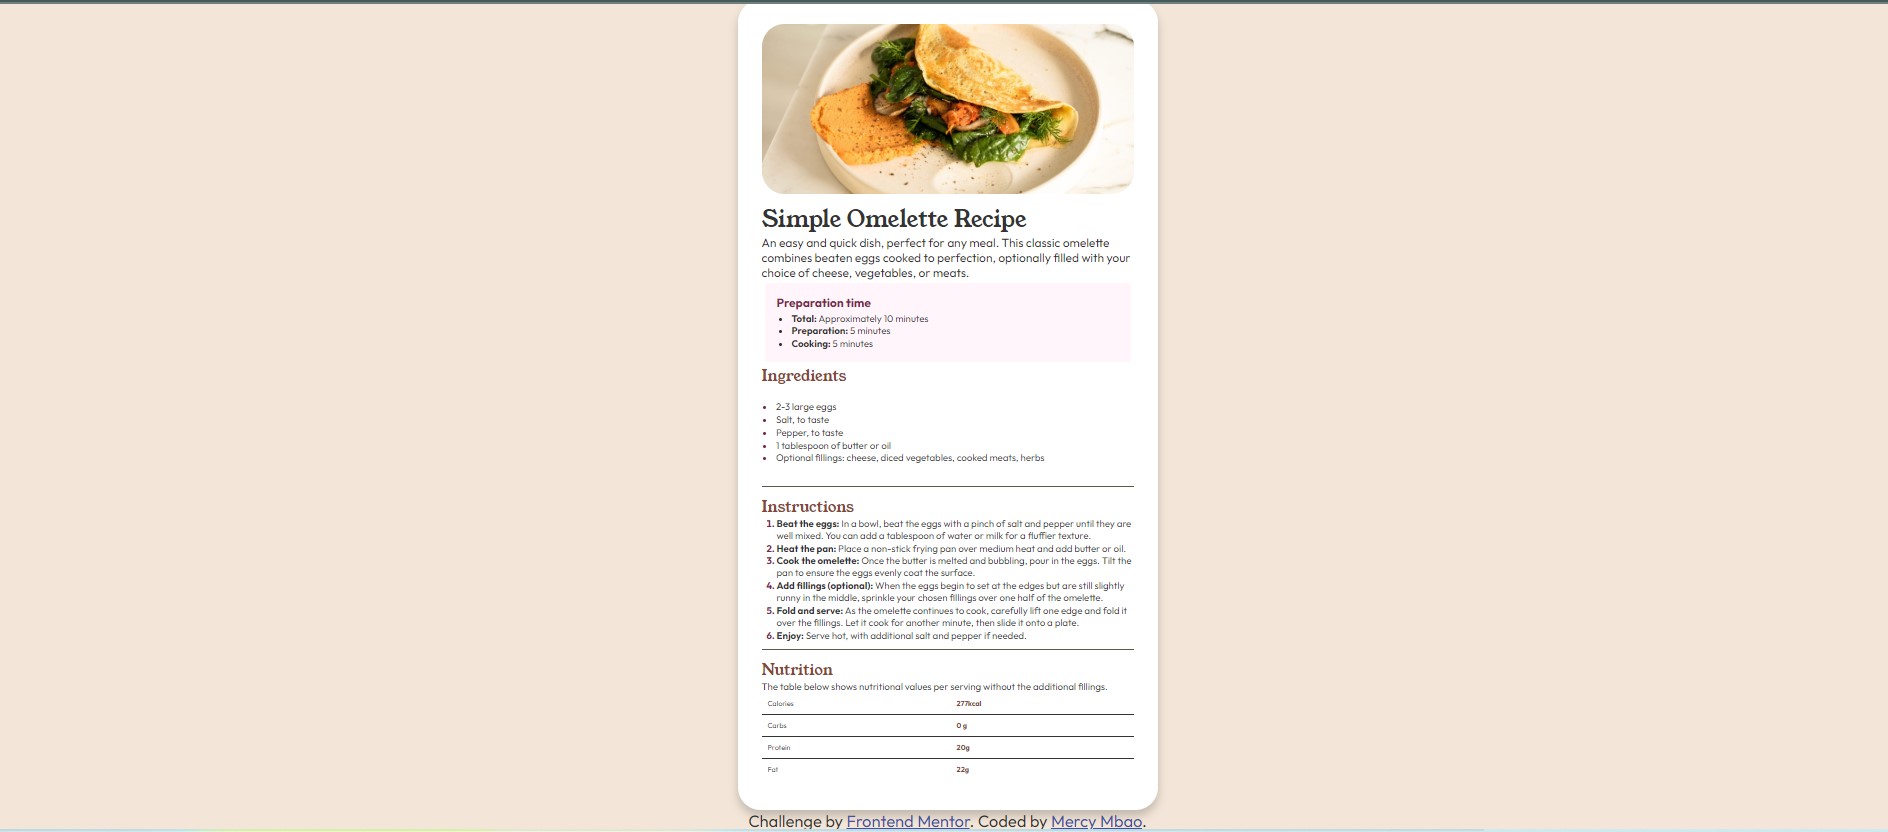 Simple Omelette Recipe
An easy and quick dish, perfect for any meal. This classic omelette
combines beaten eggs cooked to perfection, optionally filled with your
choice of cheese, vegetables, or meats.
Preparation time
• Total: Approximately 10 minutes
• Preparation: 5 minutes
• Cooking: 5 minutes
Ingredients
• 2-3 large eggs
• Salt, to taste
• Pepper, to taste
• 1 tablespoon of butter or oil
• Optional fillings: cheese, diced vegetables, cooked meats, herbs
Instructions
1. Beat the eggs: In a bowl, beat the eggs with a pinch of salt and pepper until they are
well mixed. You can add a tablespoon of water or milk for a fluffier texture.
2. Heat the pan: Place a non-stick frying pan over medium heat and add butter or oil.
3. Cook the omelette: Once the butter is melted and bubbling, pour in the eggs. Tilt the
pan to ensure the eggs evenly coat the surface.
4. Add fillings (optional): When the eggs begin to set at the edges but are still slightly
runny in the middle, sprinkle your chosen fillings over one half of the omelette.
5. Fold and serve: As the omelette continues to cook, carefully lift one edge and fold it
over the fillings. Let it cook for another minute, then slide it onto a plate.
6. Enjoy: Serve hot, with additional salt and pepper if needed.
Nutrition
The table below shows nutritional values per serving without the additional fillings.
Calories 277kcal
Carbs 0 g
Protein 20g
Fat 22g
Challenge by Frontend Mentor. Coded by Mercy Mbao.